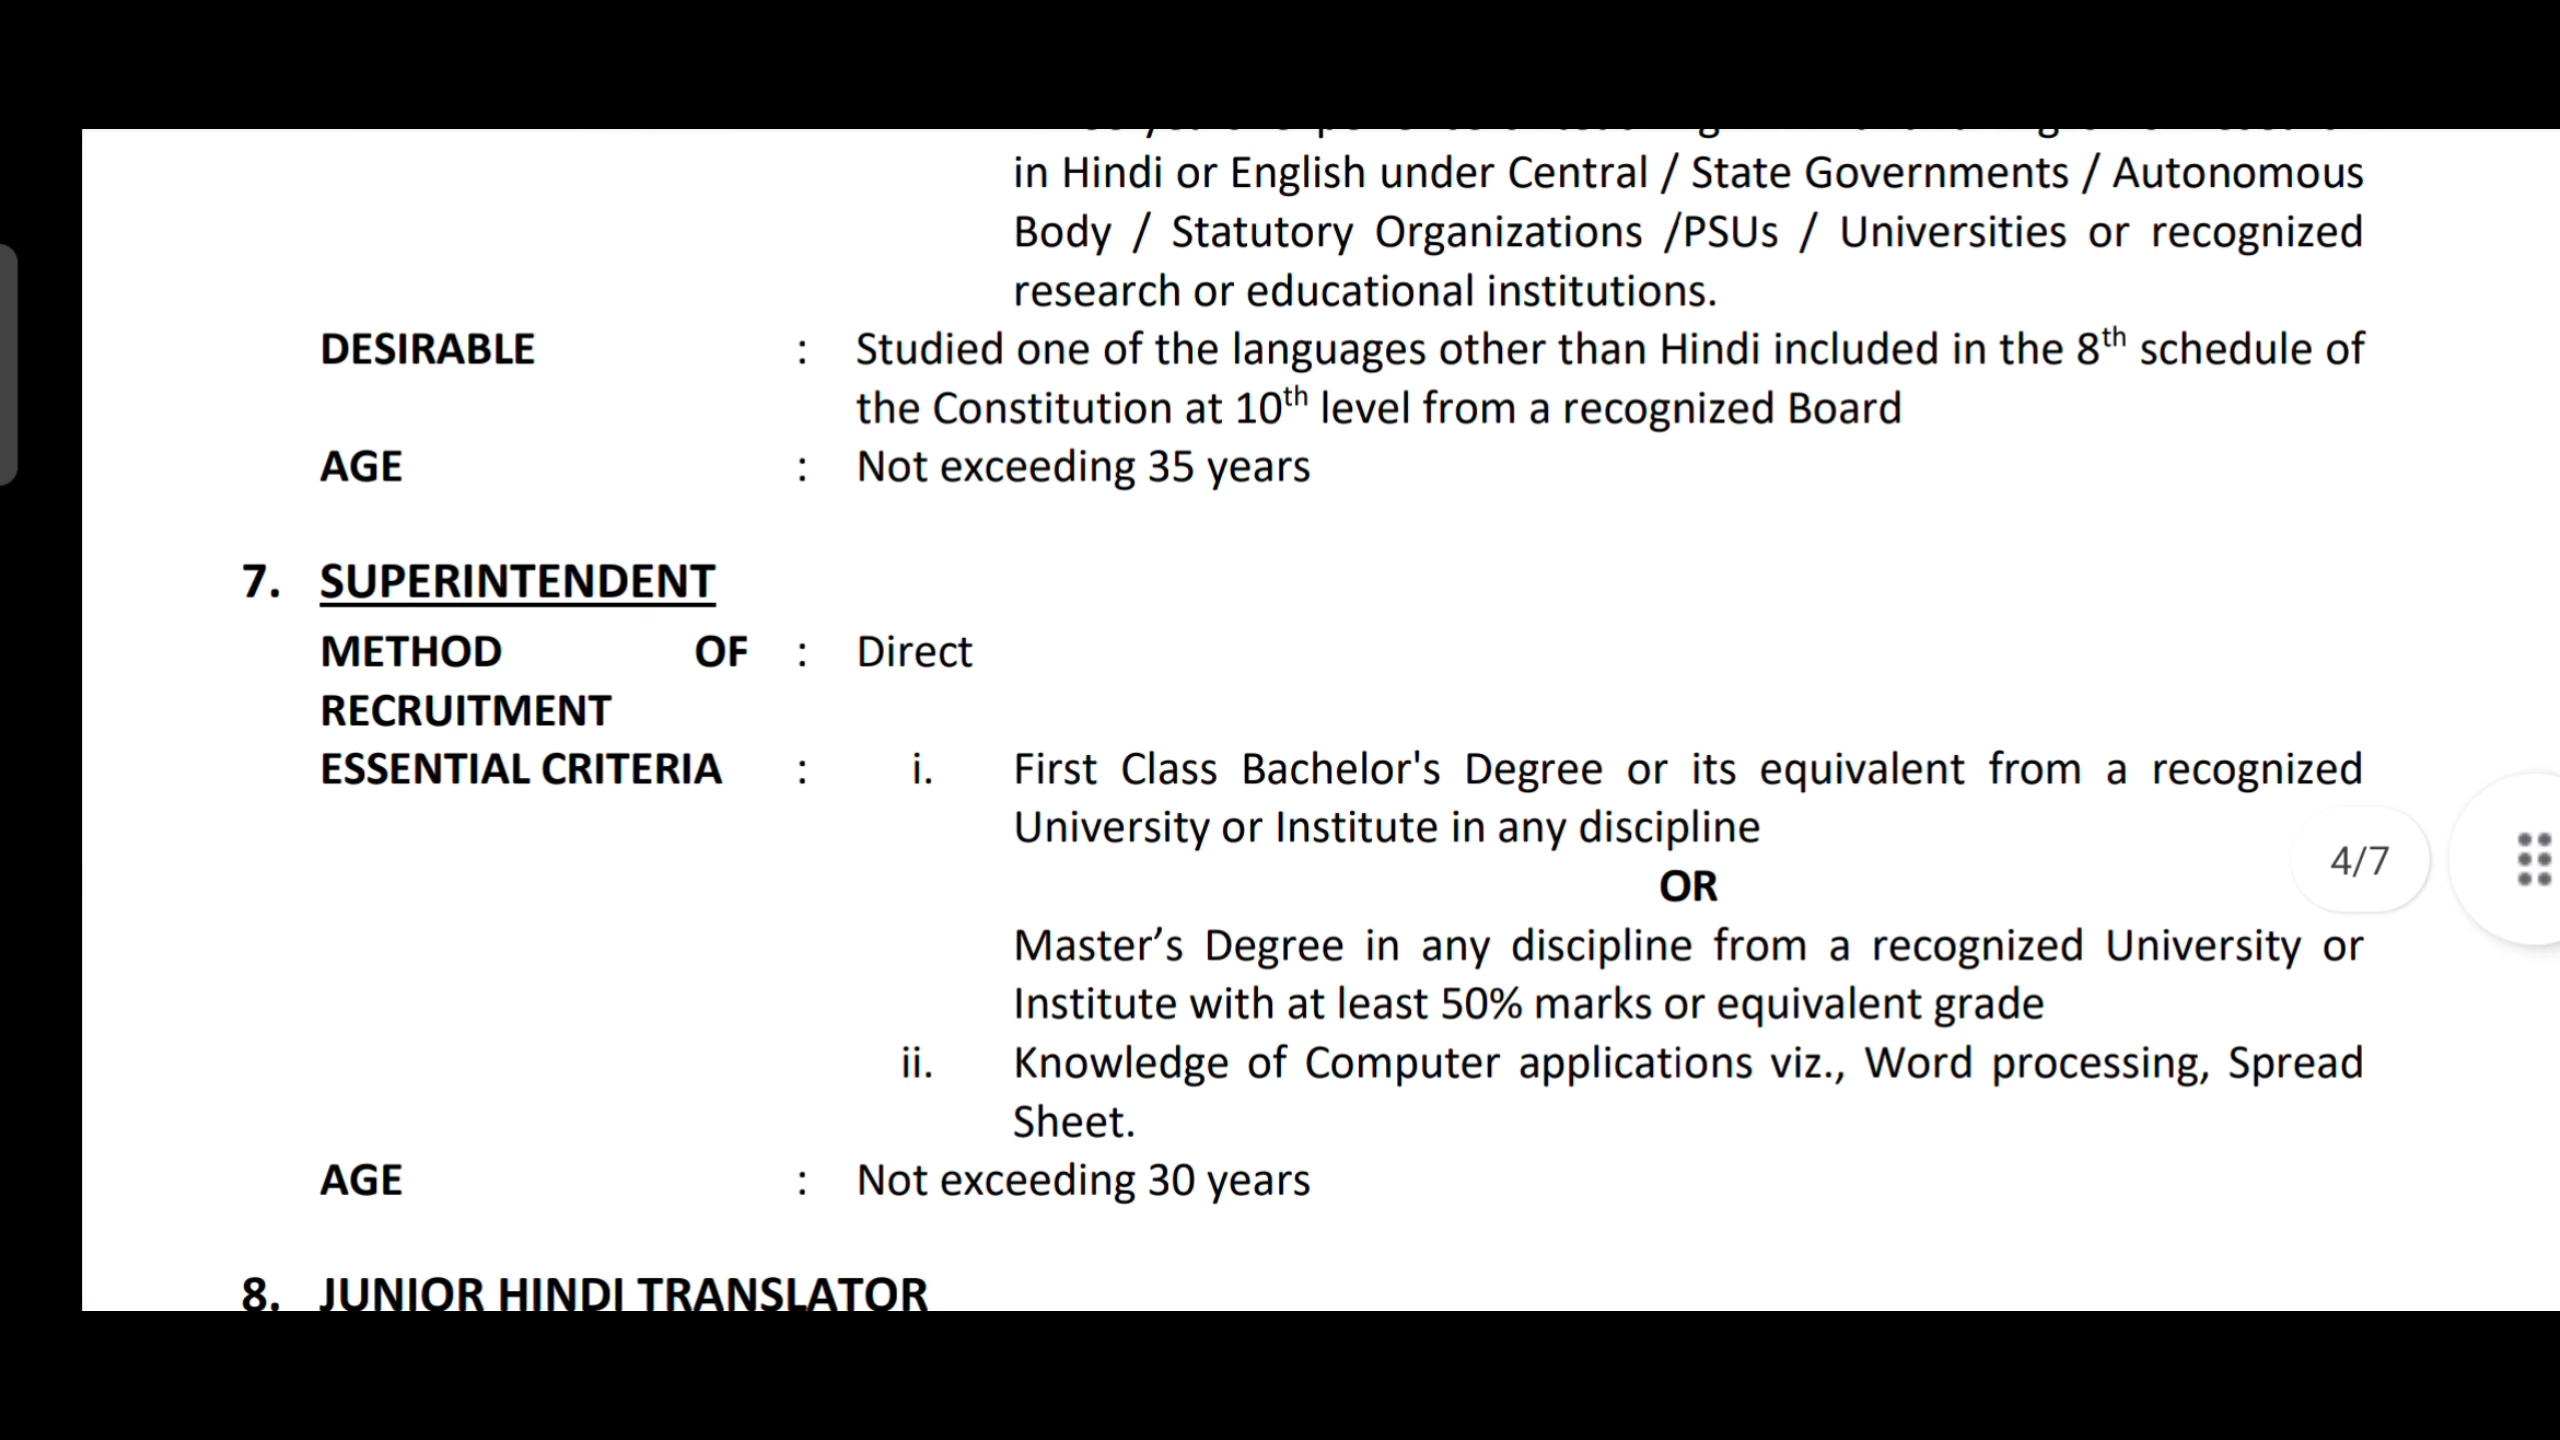 in Hindi or English under Central / State Governments / Autonomous
Body / Statutory Organizations /PSUs / Universities or recognized
research or educational institutions.
DESIRABLE : Studied one of the languages other than Hindi included in the 8th schedule of
the Constitution at 10th level from a recognized Board
AGE : Not exceeding 35 years
7. SUPERINTENDENT
METHOD OF : Direct
RECRUITMENT
ESSENTIAL CRITERIA : i. First Class Bachelor's Degree or its equivalent from a recognized
University or Institute in any discipline
OR
4/7
Master’s Degree in any discipline from a recognized University or
Institute with at least 50% marks or equivalent grade
ii. Knowledge of Computer applications viz., Word processing, Spread
Sheet.
AGE : Not exceeding 30 years
8. JUNIOR HINDI TRANSLATOR